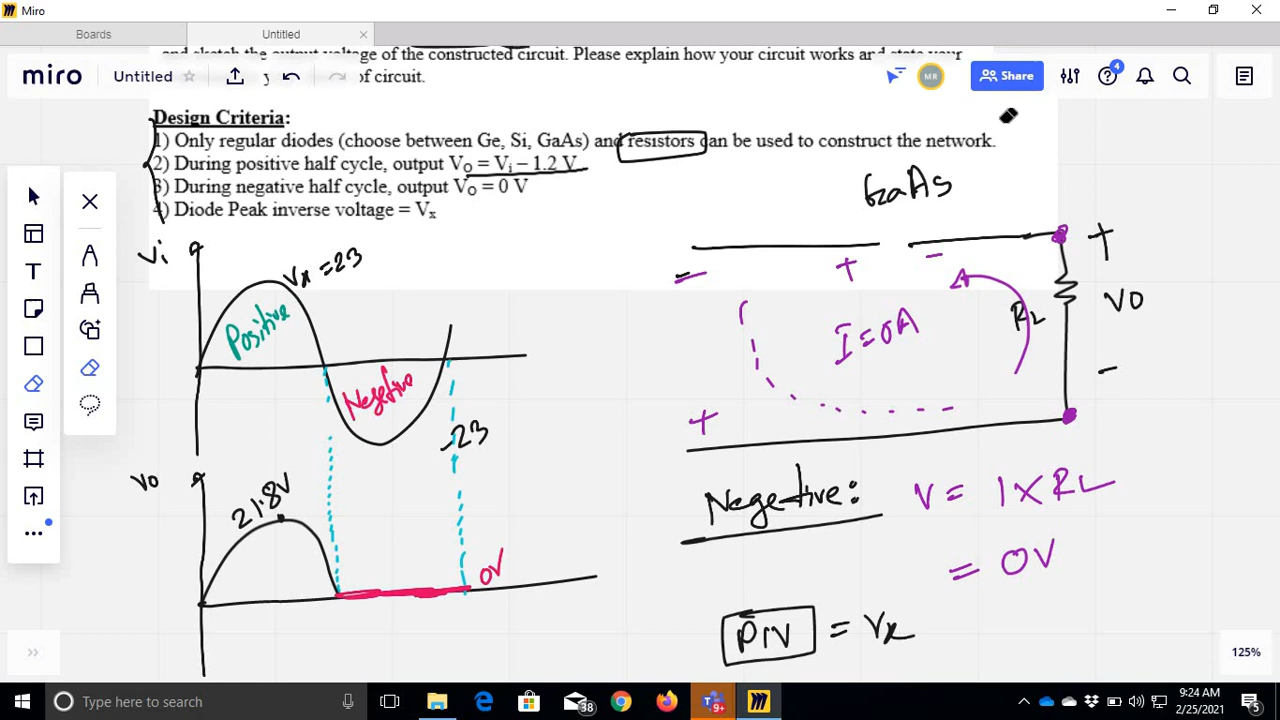 Miro
Boards
Untitled
and sketch the output voltage of the constructed circuit. Please explain how your circuit works and state your
miro
Untitled
of circuit.
MR
Share
4
Design Criteria:
1) Only regular diodes (choose between Ge, Si, GaAs) and resistors can be used to construct the network.
2) During positive half cycle, output VO = Vi – 1.2 V
3) During negative half cycle, output VO = 0 V
4) Diode Peak inverse voltage = Vx
GaAs
Vi
Vx = 23
Positive
Negative
-23
- + -
+
I = 0A
RL
+
VO
-
Vo
21.8V
0V
Negative:
V = I X RL
= 0V
PIV = Vx
125%
Type here to search
38
9+
9:24 AM
2/25/2021
5